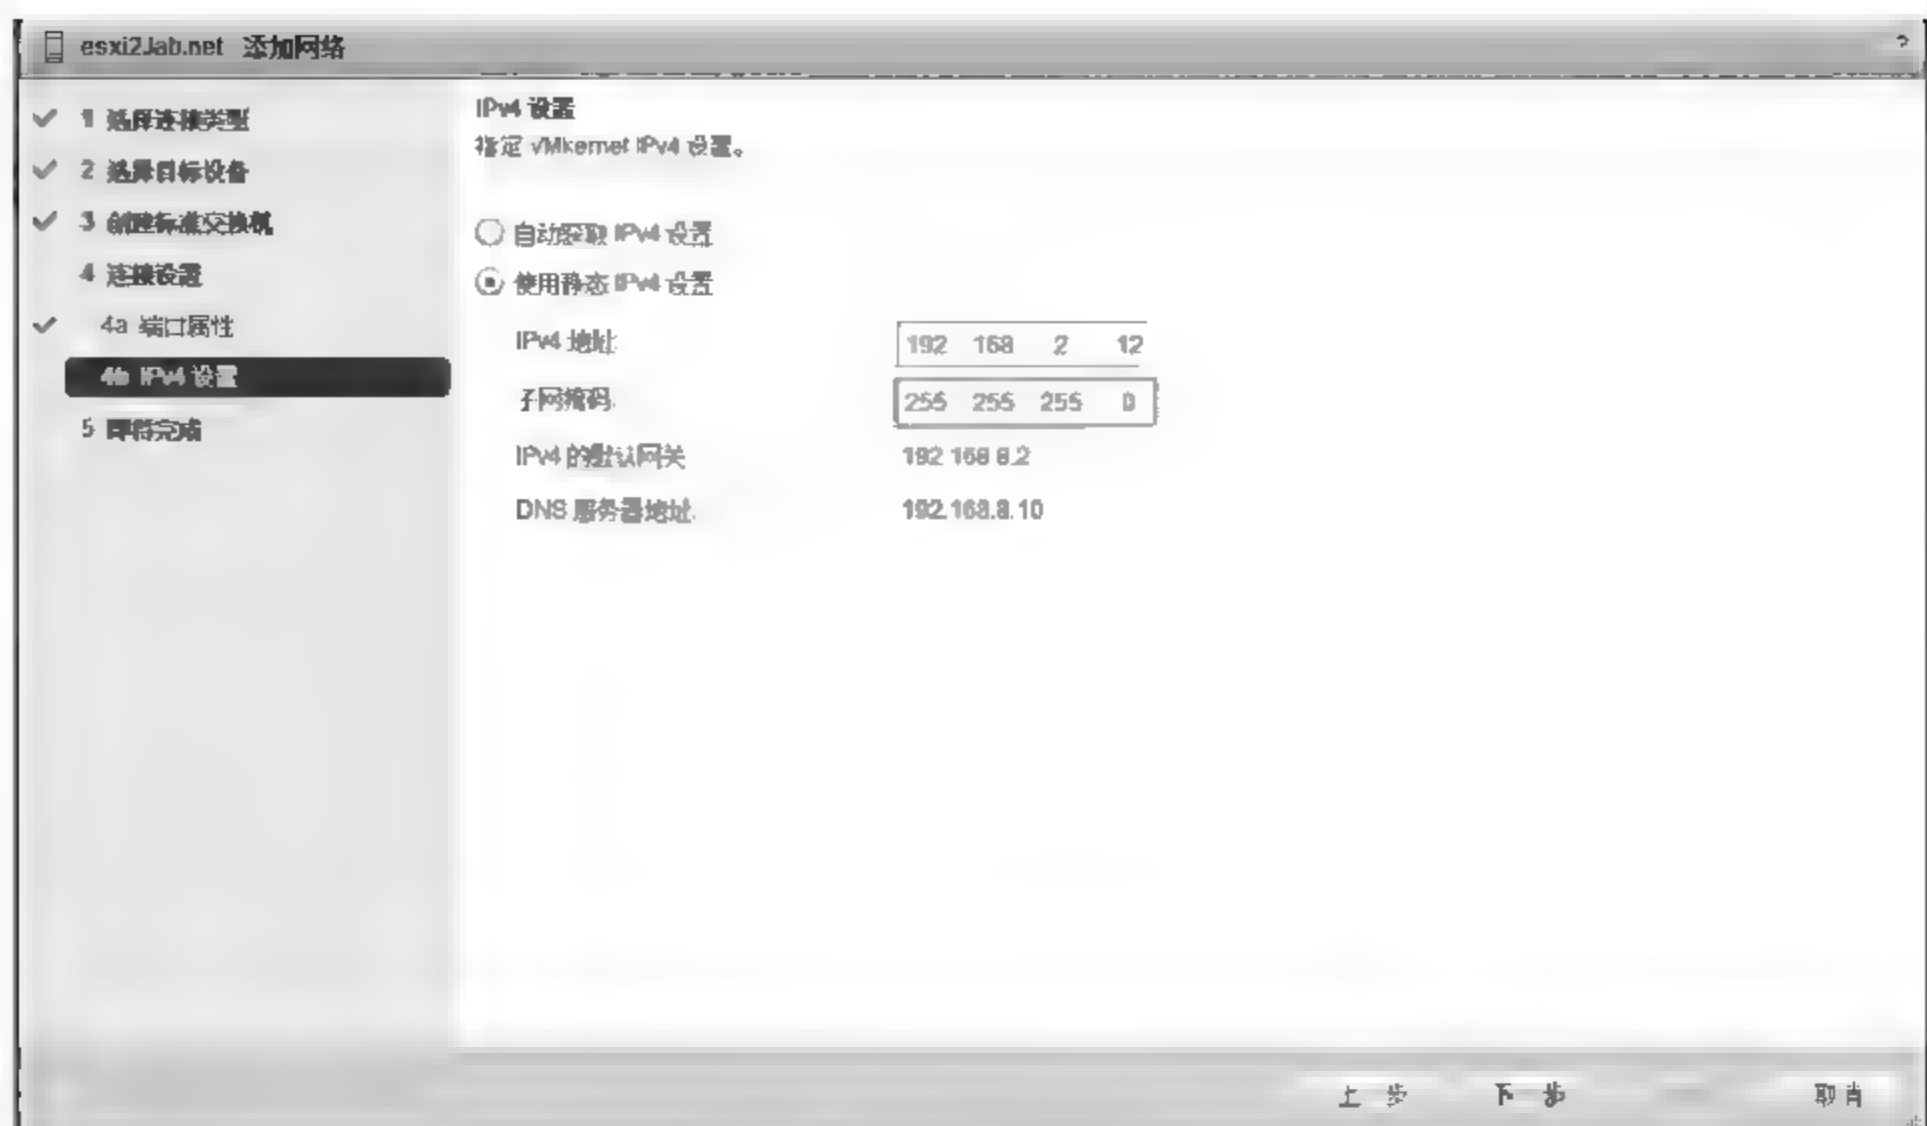 esxi2.lab.net 添加网络
?
1 选择连接类型
2 选择目标设备
3 创建标准交换机
4 连接设置
4a 端口属性
4b IPv4 设置
5 即将完成
IPv4 设置
指定 VMkernel IPv4 设置。
自动获取 IPv4 设置
使用静态 IPv4 设置
IPv4 地址: 192 168 2 12
子网掩码: 255 255 255 0
IPv4 的默认网关 192 168 8.2
DNS 服务器地址: 192.168.8.10
上 步 下 步 取消